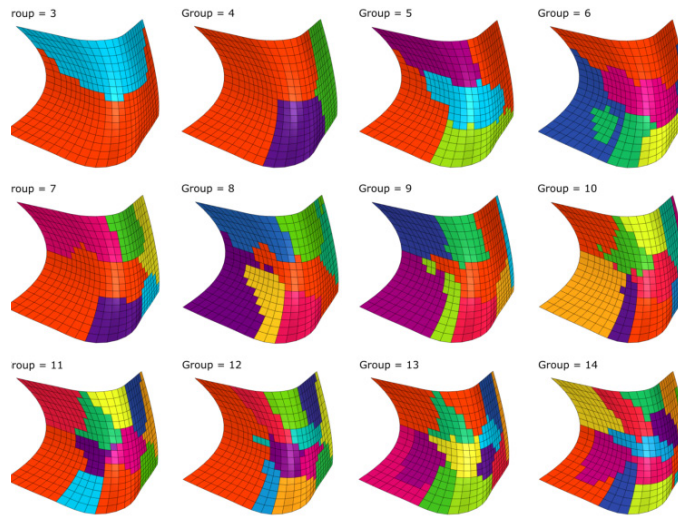 roup = 3
Group = 4
Group = 5
Group = 6
roup = 7
Group = 8
Group = 9
Group = 10
roup = 11
Group = 12
Group = 13
Group = 14